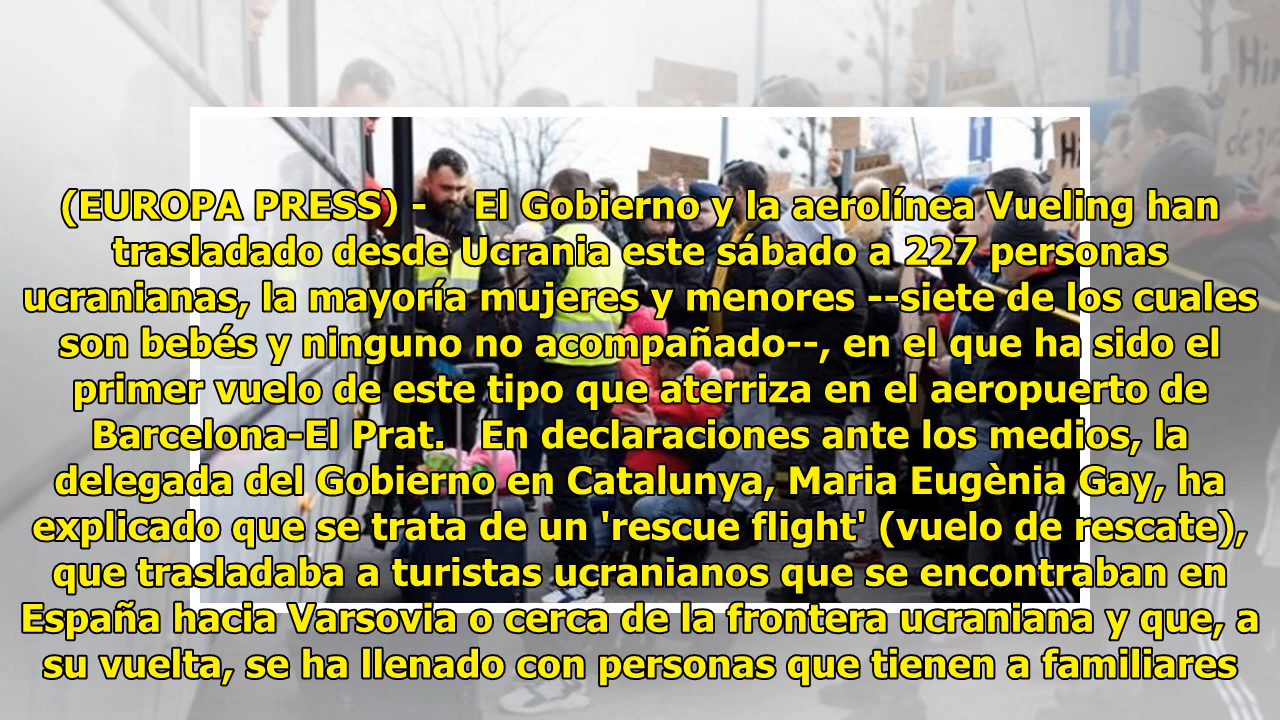 (EUROPA PRESS) -    El Gobierno y la aerolínea Vueling han
trasladado desde Ucrania este sábado a 227 personas
ucranianas, la mayoría mujeres y menores --siete de los cuales
son bebés y ninguno no acompañado--, en el que ha sido el
primer vuelo de este tipo que aterriza en el aeropuerto de
Barcelona-El Prat.   En declaraciones ante los medios, la
delegada del Gobierno en Catalunya, Maria Eugènia Gay, ha
explicado que se trata de un 'rescue flight' (vuelo de rescate),
que trasladaba a turistas ucranianos que se encontraban en
España hacia Varsovia o cerca de la frontera ucraniana y que, a
su vuelta, se ha llenado con personas que tienen a familiares